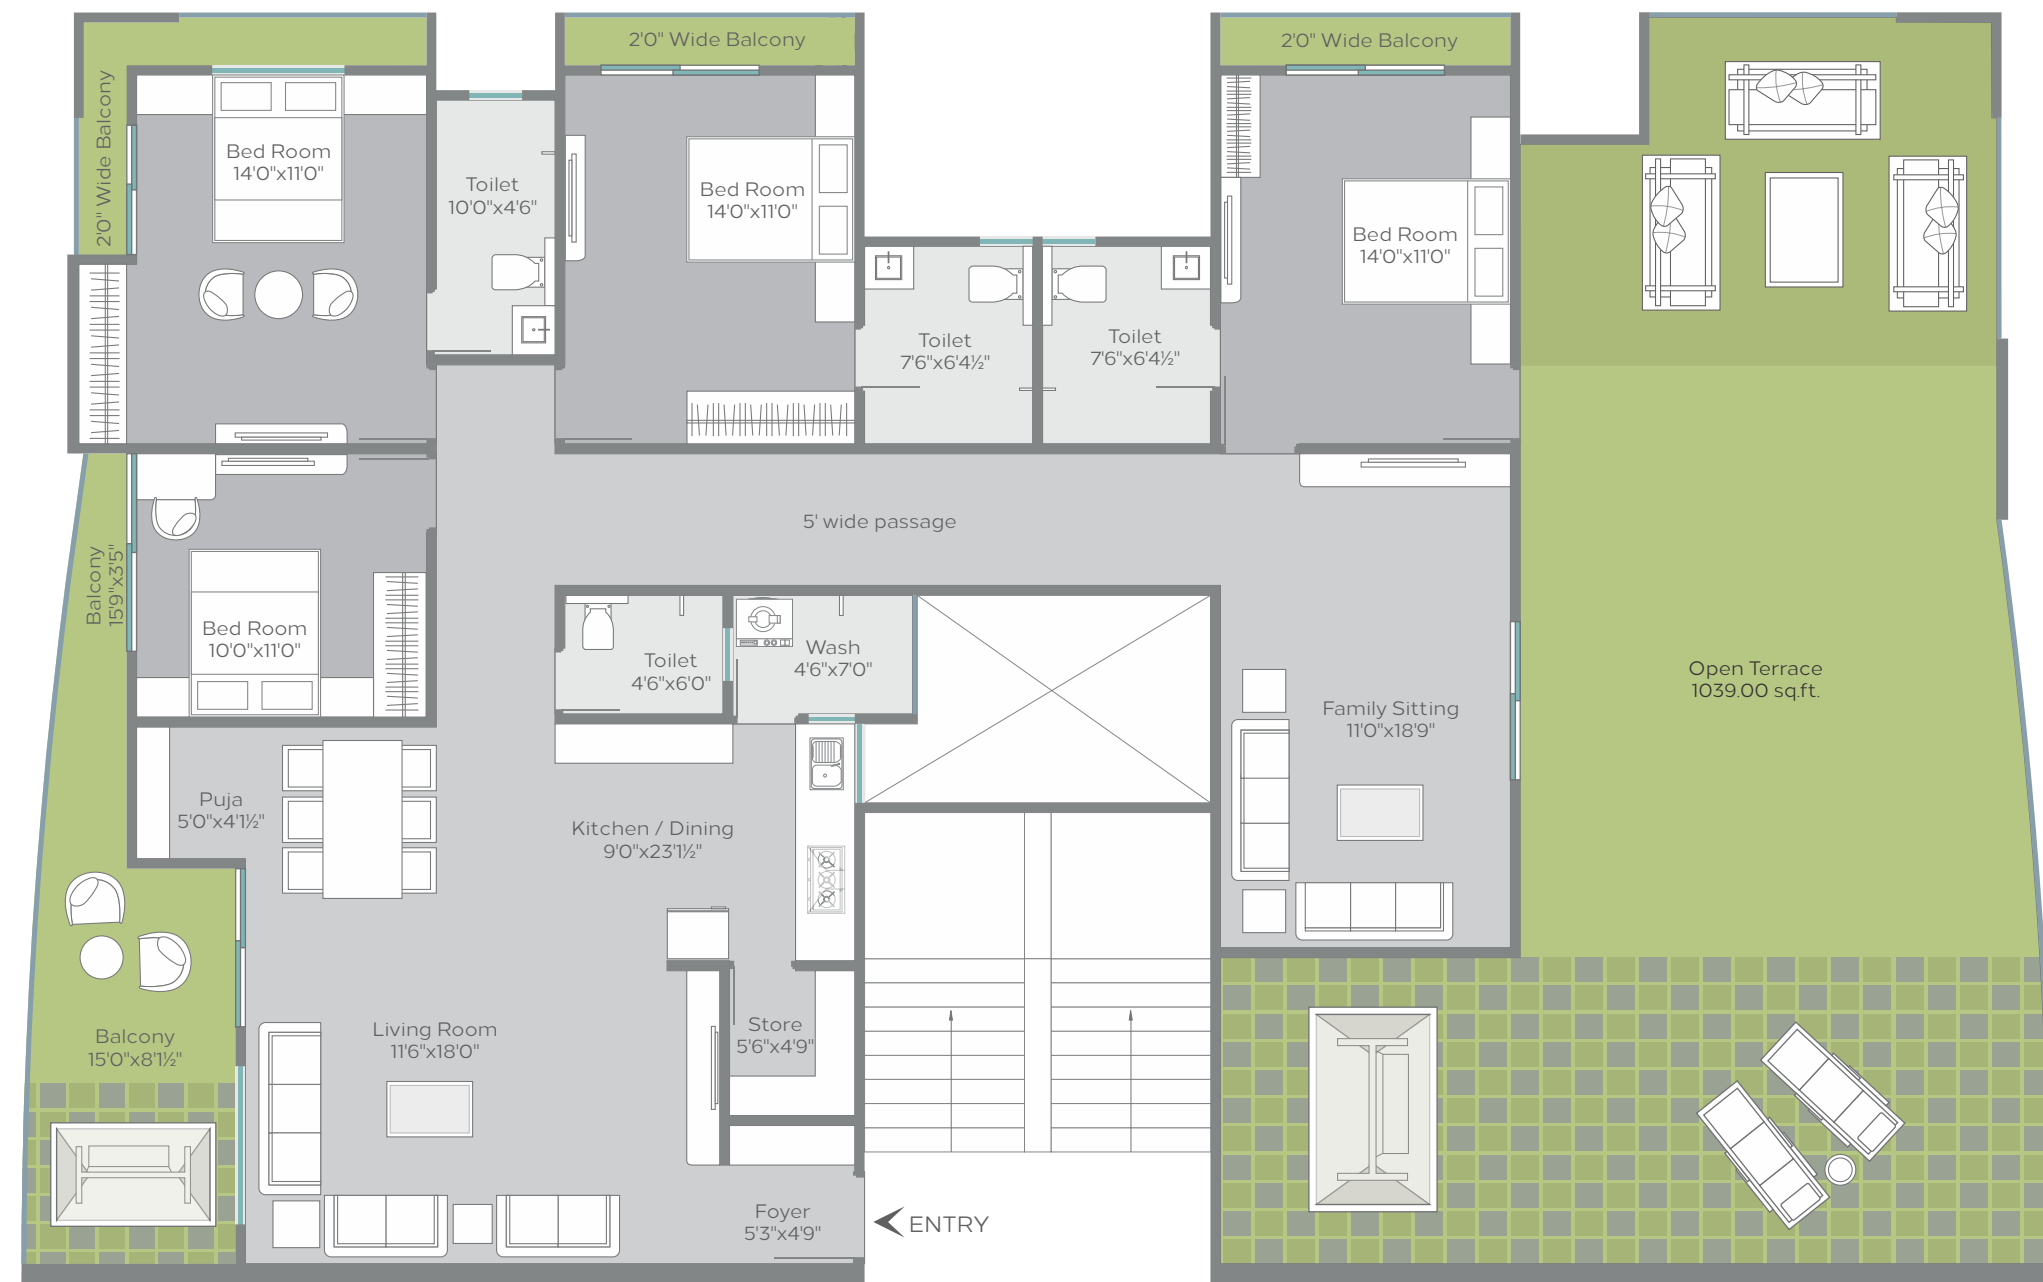 2'0" Wide Balcony
2'0" Wide Balcony
2'0" Wide Balcony
Bed Room
14'0"x11'0"
Toilet
10'0"x4'6"
Bed Room
14'0"x11'0"
Bed Room
14'0"x11'0"
Toilet
7'6"x6'4½"
Toilet
7'6"x6'4½"
5' wide passage
Balcony
15'9"x3'5"
Bed Room
10'0"x11'0"
Toilet
4'6"x6'0"
Wash
4'6"x7'0"
Open Terrace
1039.00 sq.ft.
Family Sitting
11'0"x18'9"
Puja
5'0"x4'1½"
Kitchen / Dining
9'0"x23'1½"
Balcony
15'0"x8'1½"
Living Room
11'6"x18'0"
Store
5'6"x4'9"
Foyer
5'3"x4'9"
ENTRY